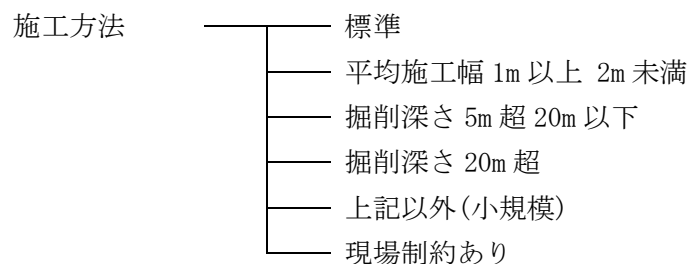 施工方法 標準
平均施工幅 1m 以上 2m 未満
掘削深さ 5m 超 20m 以下
掘削深さ 20m 超
上記以外(小規模)
現場制約あり